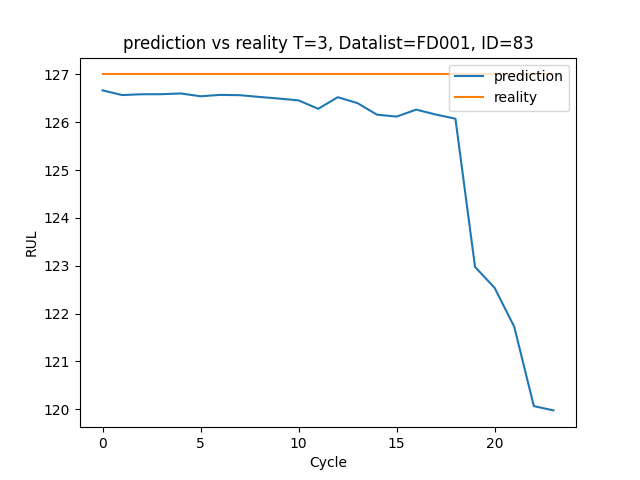 prediction vs reality T=3, Datalist=FD001, ID=83
prediction
reality
127
126
125
124
123
122
121
120
RUL
0 5 10 15 20
Cycle